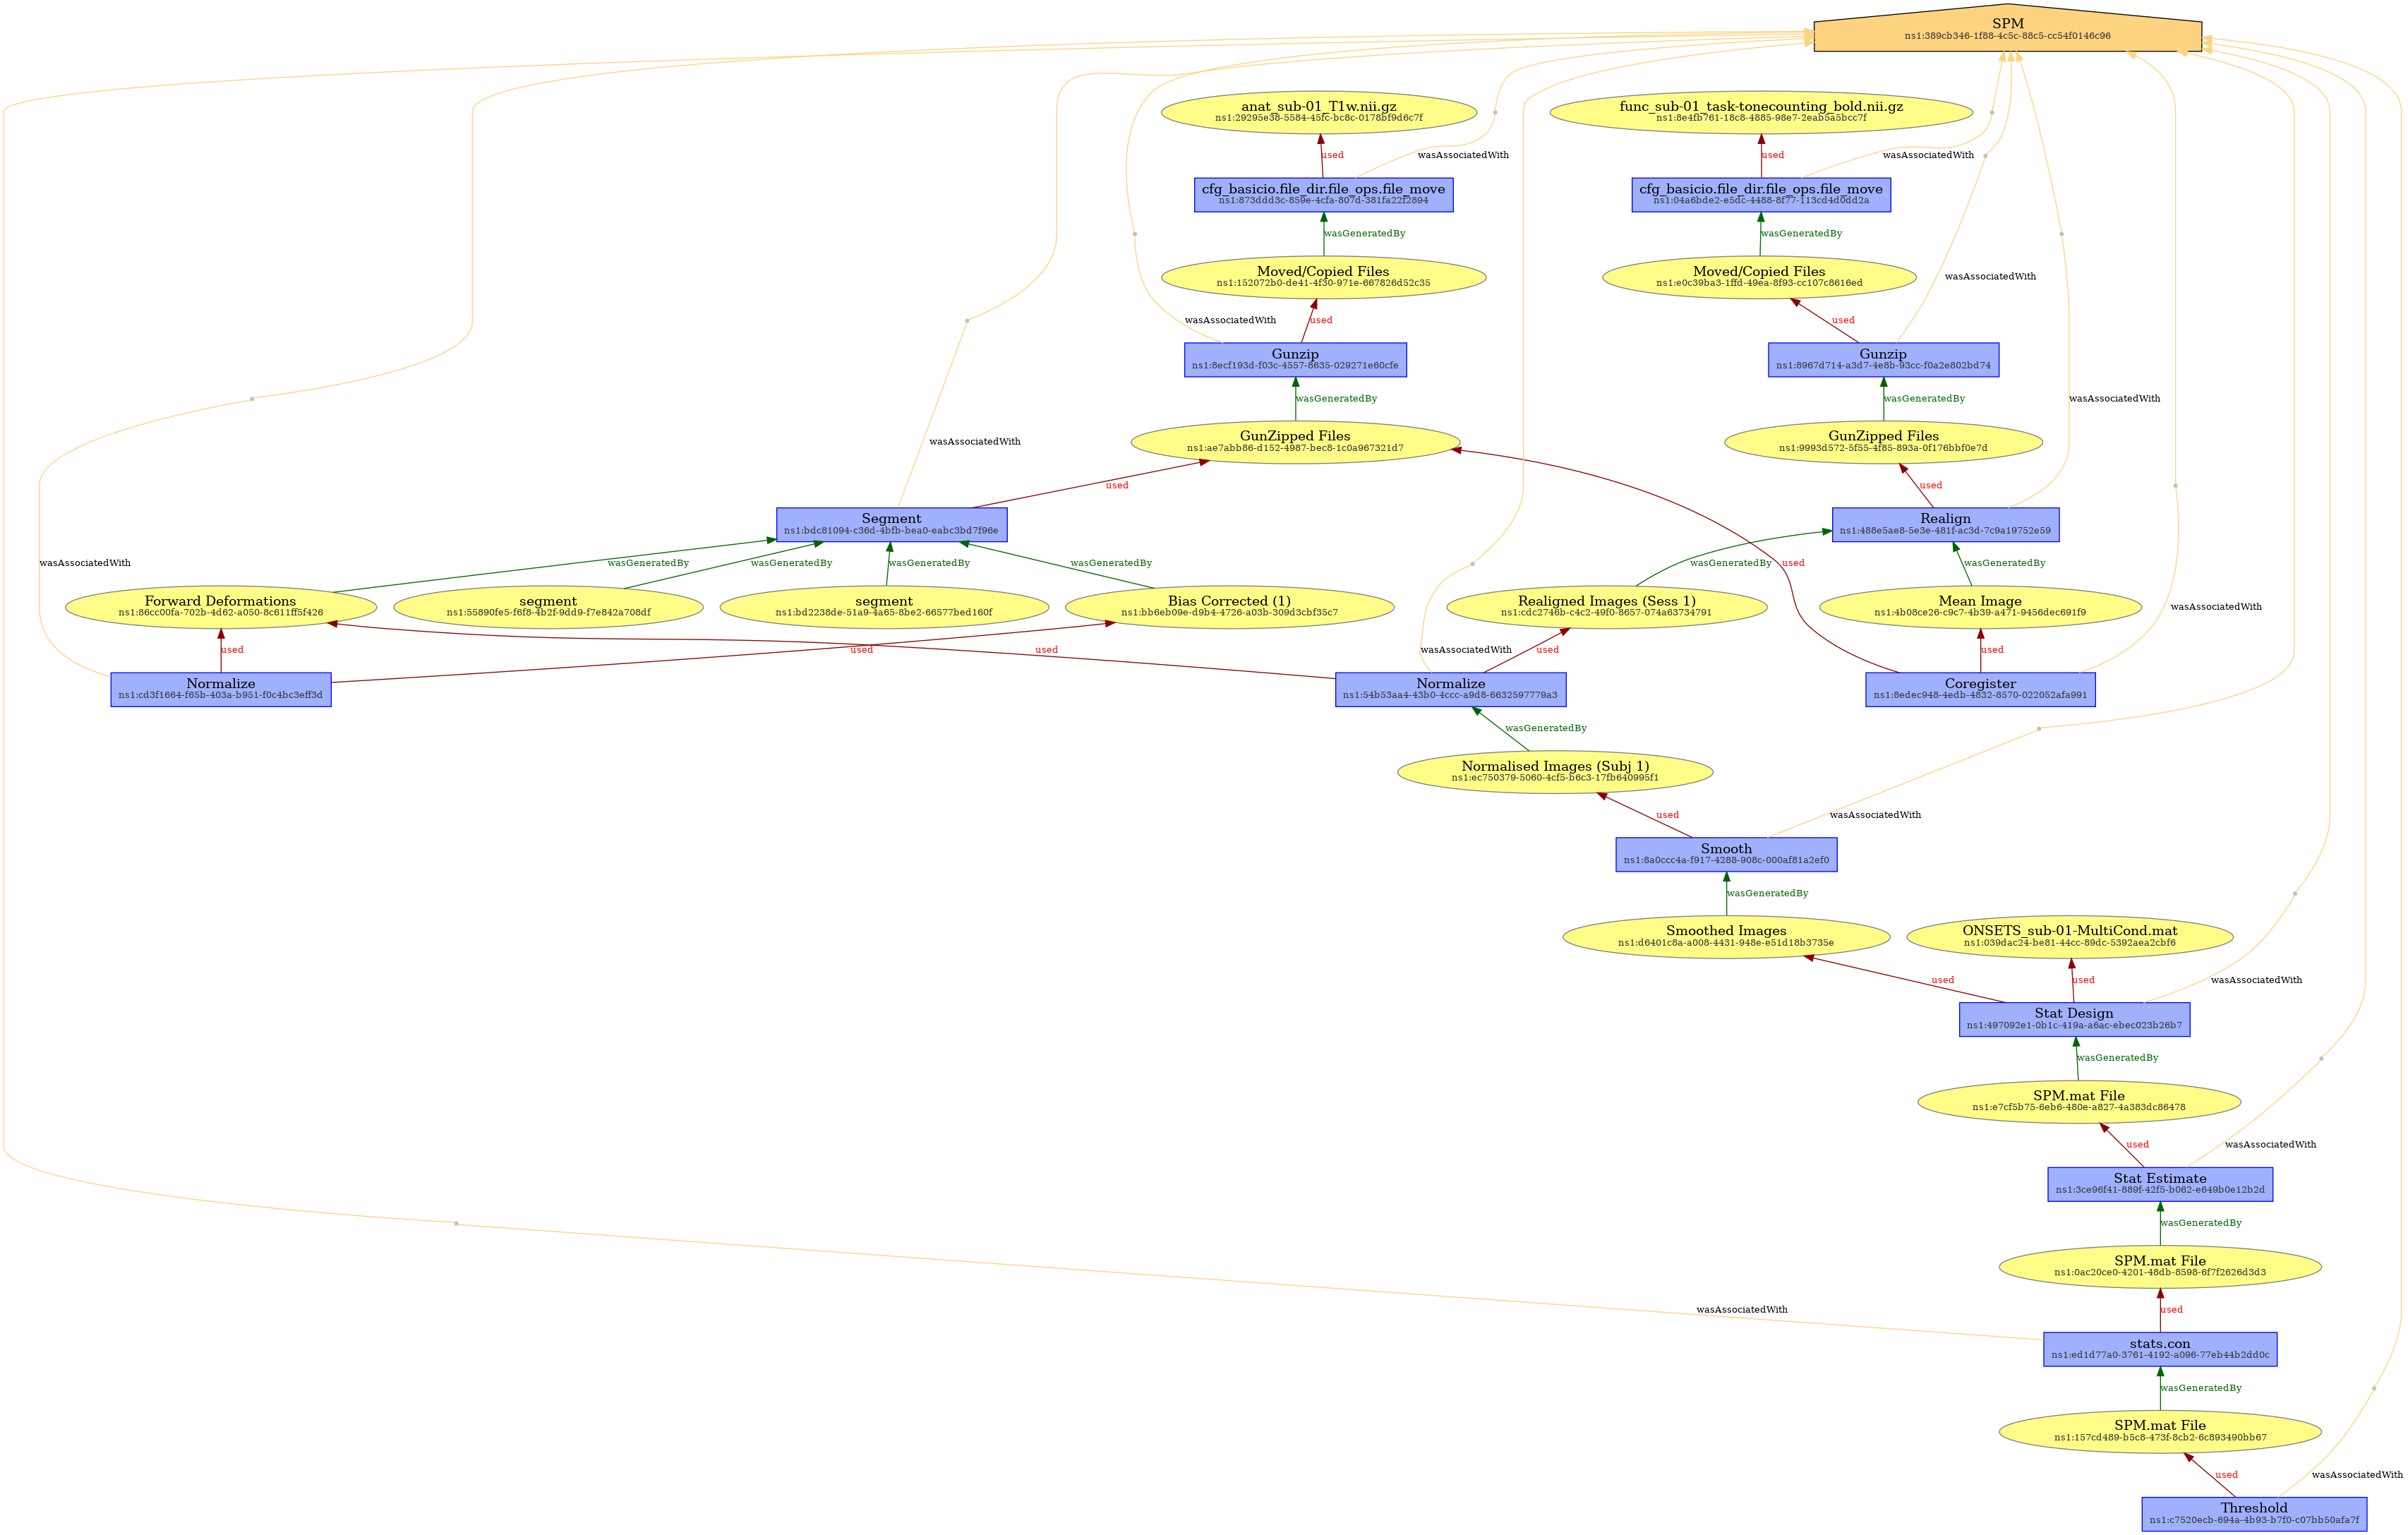 SPM
ns1:389cb346-1f88-4c5c-88c5-cc54f0146c96
anat_sub-01_T1w.nii.gz
ns1:29295e38-5584-45fc-bc8c-0178bf9d6c7f
func_sub-01_task-tonecounting_bold.nii.gz
ns1:8e4fb761-18c8-4885-98e7-2eab5a5bcc7f
used
wasAssociatedWith
used
wasAssociatedWith
cfg_basicio.file_dir.file_ops.file_move
ns1:873ddd3c-859e-4cfa-807d-381fa22f2894
cfg_basicio.file_dir.file_ops.file_move
ns1:04a6bde2-e5dc-4488-8f77-113cd4d0dd2a
wasGeneratedBy
wasGeneratedBy
Moved/Copied Files
ns1:152072b0-de41-4f30-971e-667826d52c35
Moved/Copied Files
ns1:e0c39ba3-1ffd-49ea-8f93-cc107c8616ed
wasAssociatedWith
wasAssociatedWith
used
used
Gunzip
ns1:8ecf193d-f03c-4557-8635-029271e60cfe
Gunzip
ns1:8967d714-a3d7-4e8b-93cc-f0a2e802bd74
wasGeneratedBy
wasGeneratedBy
wasAssociatedWith
GunZipped Files
ns1:ae7abb86-d152-4987-bec8-1c0a967321d7
GunZipped Files
ns1:9993d572-5f55-4f85-893a-0f176bbf0e7d
wasAssociatedWith
used
used
Segment
ns1:bdc81094-c36d-4bfb-bea0-eabc3bd7f96e
Realign
ns1:488e5ae8-5e3e-481f-ac3d-7c9a19752e59
wasAssociatedWith
wasGeneratedBy
wasGeneratedBy
wasGeneratedBy
wasGeneratedBy
wasGeneratedBy
used
wasGeneratedBy
Forward Deformations
ns1:86cc00fa-702b-4d62-a050-8c611ff5f426
segment
ns1:55890fe5-f6f8-4b2f-9dd9-f7e842a708df
segment
ns1:bd2238de-51a9-4a65-8be2-66577bed160f
Bias Corrected (1)
ns1:bb6eb09e-d9b4-4726-a03b-309d3cbf35c7
Realigned Images (Sess 1)
ns1:cdc2746b-c4c2-49f0-8657-074a63734791
Mean Image
ns1:4b08ce26-c9c7-4b39-a471-9456dec691f9
wasAssociatedWith
used
used
used
wasAssociatedWith
used
used
Normalize
ns1:cd3f1664-f65b-403a-b951-f0c4bc3eff3d
Normalize
ns1:54b53aa4-43b0-4ccc-a9d8-6632597779a3
Coregister
ns1:8edec948-4edb-4832-8570-022052afa991
wasGeneratedBy
Normalised Images (Subj 1)
ns1:ec750379-5060-4cf5-b6c3-17fb640995f1
used
wasAssociatedWith
Smooth
ns1:8a0ccc4a-f917-4288-908c-000af81a2ef0
wasGeneratedBy
Smoothed Images
ns1:d6401c8a-a008-4431-948e-e51d18b3735e
ONSETS_sub-01-MultiCond.mat
ns1:039dac24-be81-44cc-89dc-5392aea2cbf6
used
used
wasAssociatedWith
Stat Design
ns1:497092e1-0b1c-419a-a6ac-ebec023b26b7
wasGeneratedBy
SPM.mat File
ns1:e7cf5b75-6eb6-480e-a827-4a383dc86478
used
wasAssociatedWith
Stat Estimate
ns1:3ce96f41-889f-42f5-b062-e649b0e12b2d
wasGeneratedBy
SPM.mat File
ns1:0ac20ce0-4201-48db-8598-6f7f2626d3d3
wasAssociatedWith
used
stats.con
ns1:ed1d77a0-3761-4192-a096-77eb44b2dd0c
wasGeneratedBy
SPM.mat File
ns1:157cd489-b5c8-473f-8cb2-6c893490bb67
used
wasAssociatedWith
Threshold
ns1:c7520ecb-694a-4b93-b7f0-c07bb50afa7f